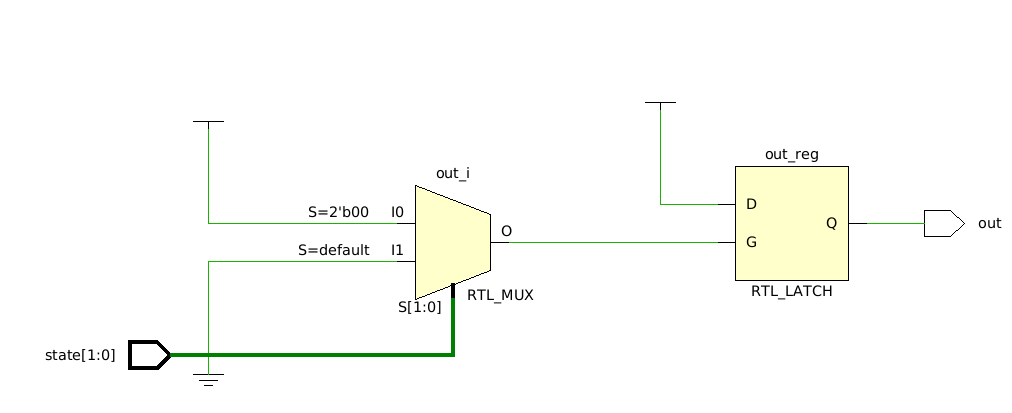 out_reg
out_i
D
S=2'b00 I0
Q
out
O
G
S=default I1
RTL_LATCH
RTL_MUX
S[1:0]
state[1:0]